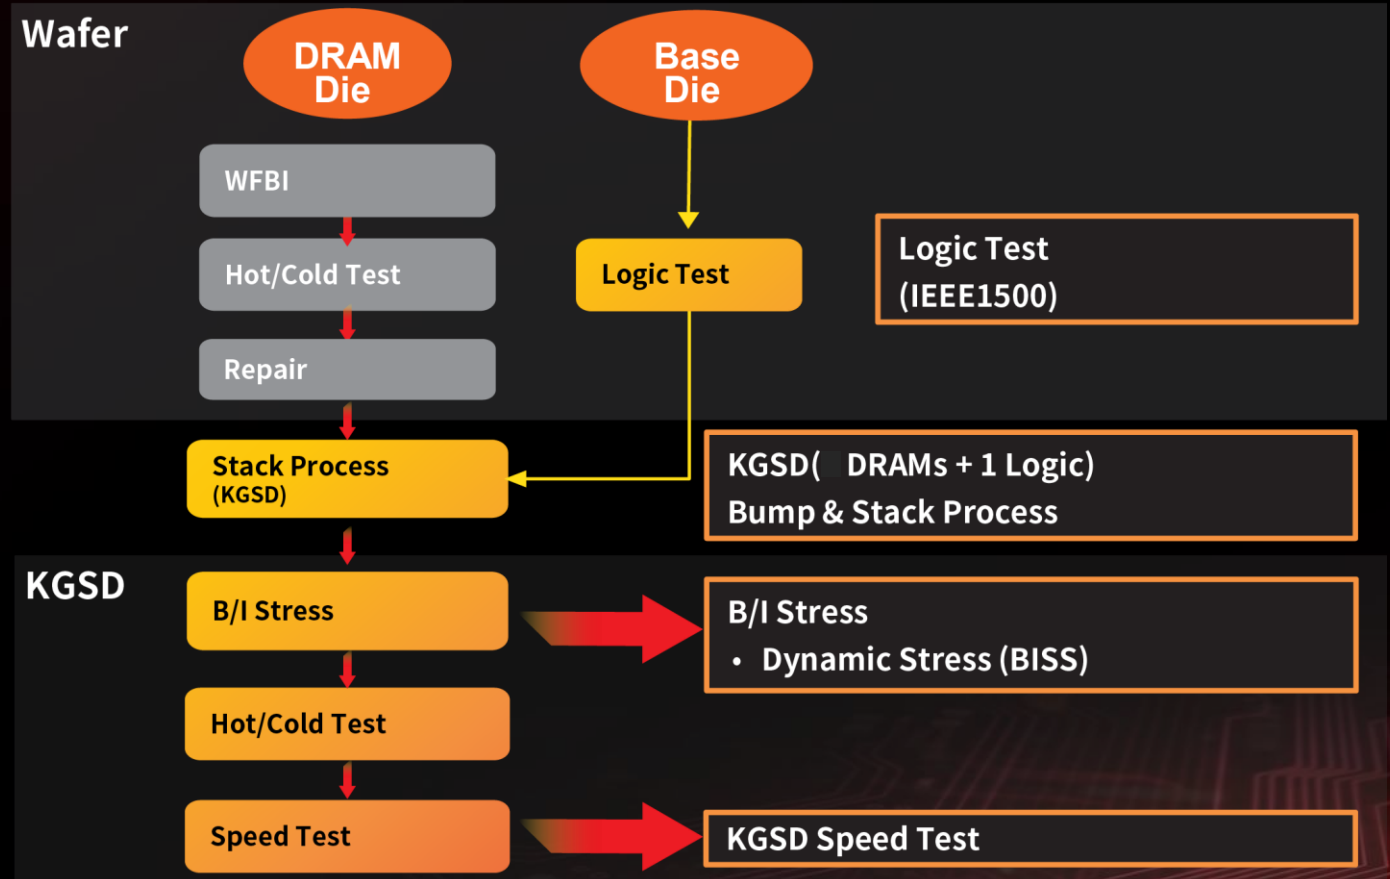 Wafer
DRAM
Die
Base
Die
WFBI
Hot/Cold Test
Logic Test
Logic Test
(IEEE1500)
Repair
Stack Process
(KGSD)
KGSD( DRAMs + 1 Logic)
Bump & Stack Process
KGSD
B/I Stress
B/I Stress
• Dynamic Stress (BISS)
Hot/Cold Test
Speed Test
KGSD Speed Test